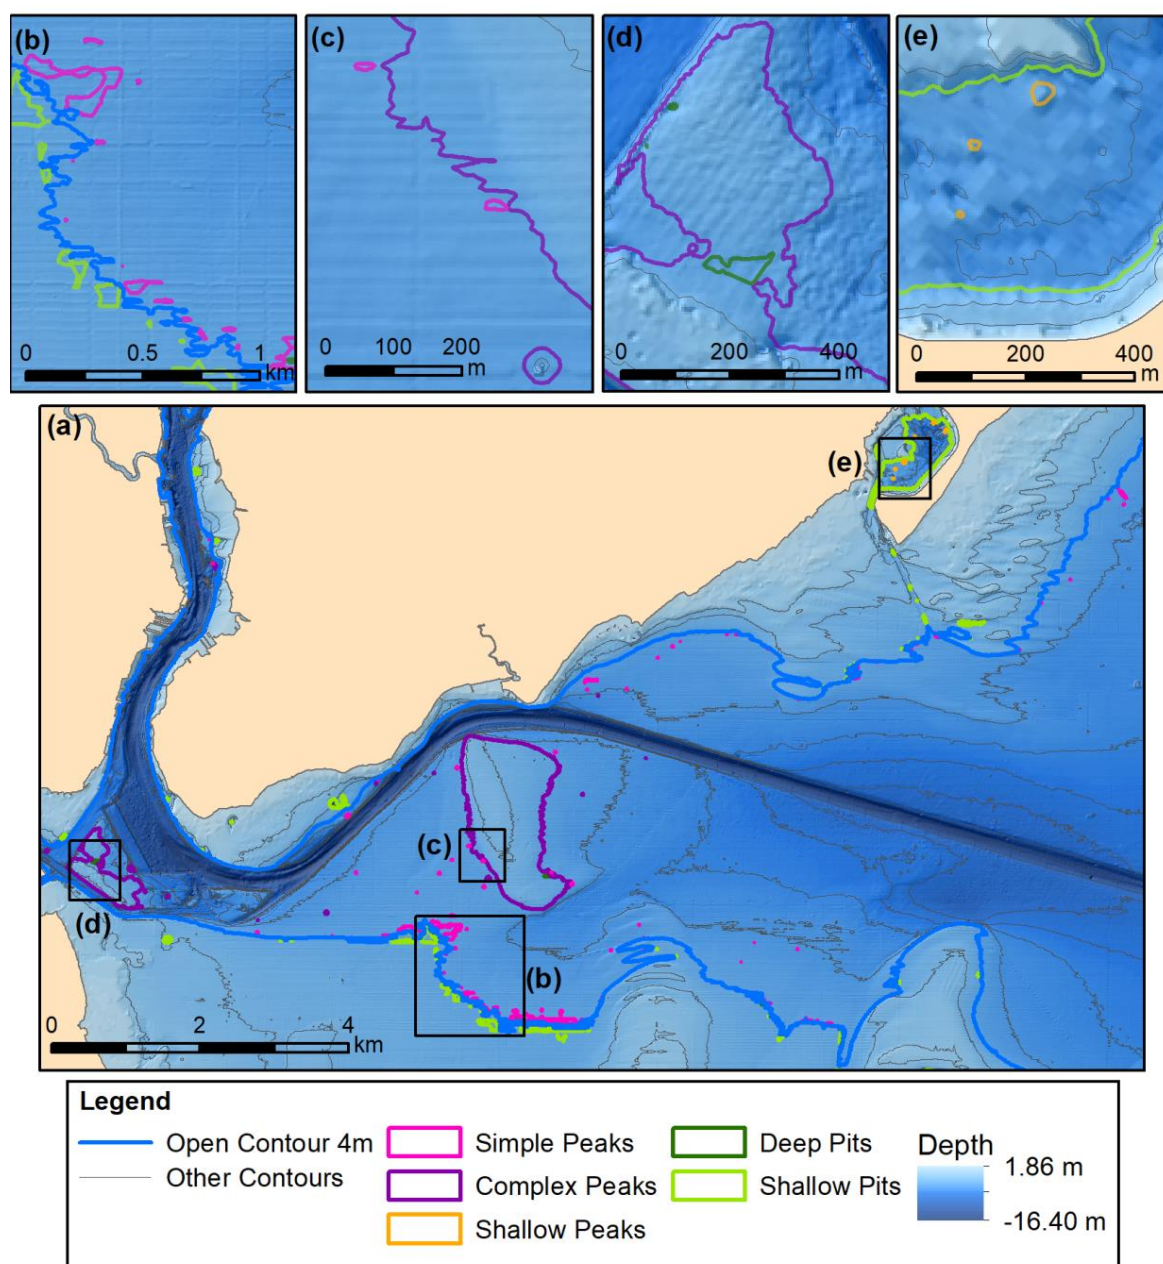 (b)
0 0.5 1
km
(c)
0 100 200
m
(d)
0 200 400
m
(e)
0 200 400
m
(a)
(e)
(c)
(d)
(b)
0 2 4
km
Legend
Open Contour 4m
Other Contours
Simple Peaks
Complex Peaks
Shallow Peaks
Deep Pits
Shallow Pits
Depth
1.86 m
-16.40 m